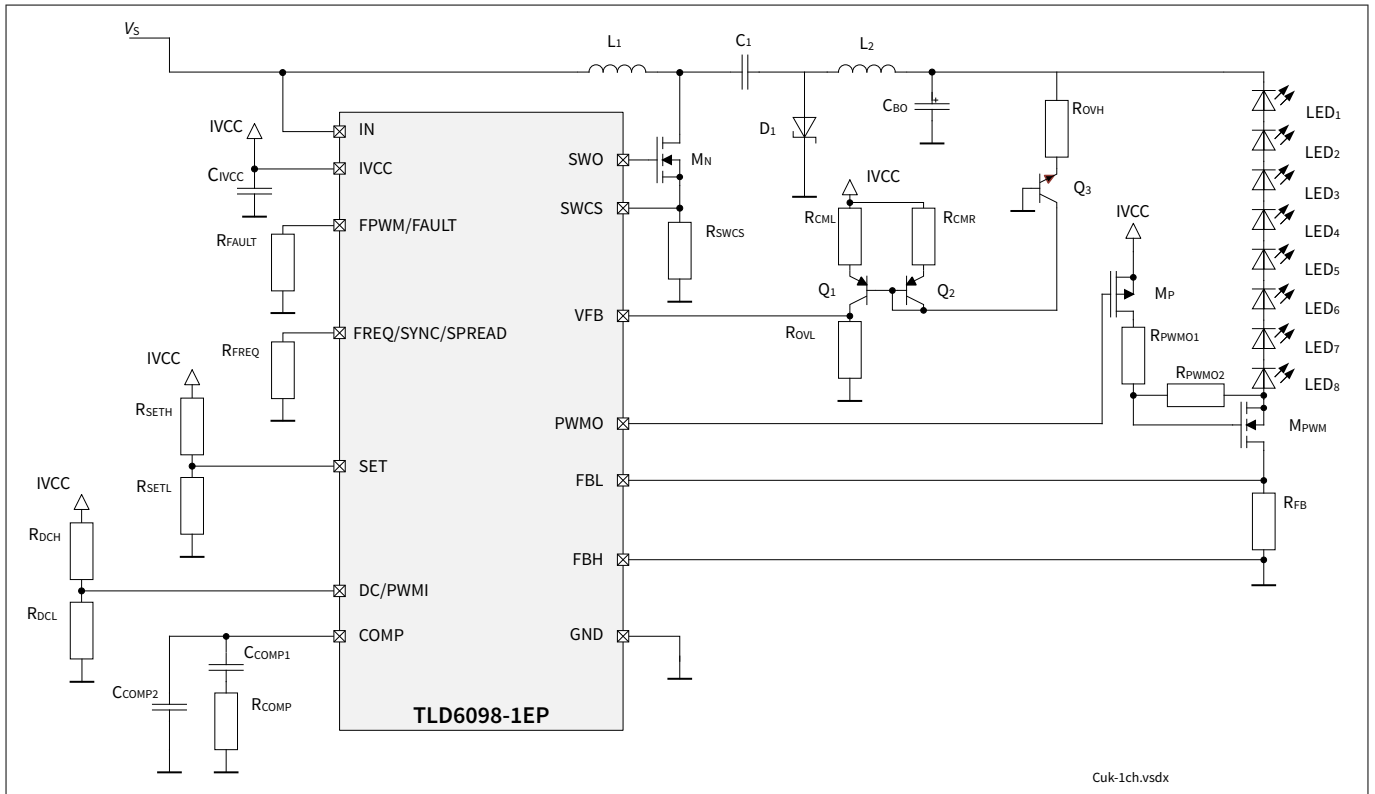 VS
L1
C1
L2
CBO
ROVH
D1
LED1
LED2
LED3
LED4
LED5
LED6
LED7
LED8
IVCC
CIVCC
IN
IVCC
FPWM/FAULT
RFAULT
FREQ/SYNC/SPREAD
RFREQ
IVCC
RSETH
SET
RSETL
IVCC
RDCH
DC/PWMI
RDCL
COMP
CCOMP1
CCOMP2
RCOMP
SWO
MN
SWCS
RSWCS
VFB
PWMO
FBL
FBH
GND
TLD6098-1EP
IVCC
RCML
RCMR
Q3
Q1
Q2
ROVL
IVCC
MP
RPWMO1
RPWMO2
MPWM
RFB
Cuk-1ch.vsdx